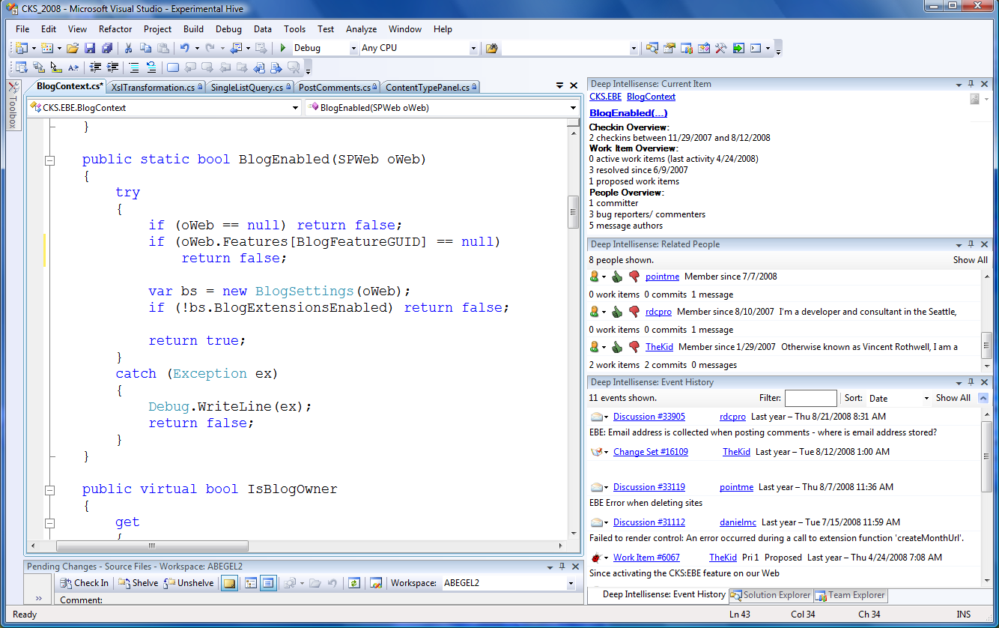 CKS_2008 - Microsoft Visual Studio - Experimental Hive
File Edit View Refactor Project Build Debug Data Tools Test Analyze Window Help
Debug Any CPU
Toolbox
BlogContext.cs* XslTransformation.cs SingleListQuery.cs PostComments.cs ContentTypePanel.cs
CKS.EBE.BlogContext BlogEnabled(SPWeb oWeb)
}
public static bool BlogEnabled(SPWeb oWeb)
{
try
{
if (oWeb == null) return false;
if (oWeb.Features[BlogFeatureGUID] == null)
return false;
var bs = new BlogSettings(oWeb);
if (!bs.BlogExtensionsEnabled) return false;
return true;
}
catch (Exception ex)
{
Debug.WriteLine(ex);
return false;
}
}
public virtual bool IsBlogOwner
{
get
{
Pending Changes - Source Files - Workspace: ABEGEL2
Check In Shelve Unshelve Workspace: ABEGEL2
Comment:
Deep Intellisense: Current Item
CKS.EBE BlogContext
BlogEnabled(...)
Checkin Overview:
2 checkins between 11/29/2007 and 8/12/2008
Work Item Overview:
0 active work items (last activity 4/24/2008)
3 resolved since 6/9/2007
1 proposed work items
People Overview:
1 committer
3 bug reporters/ commenters
5 message authors
Deep Intellisense: Related People
8 people shown. Show All
pointme Member since 7/7/2008
0 work items 0 commits 1 message
rdcpro Member since 8/10/2007 I'm a developer and consultant in the Seattle,
0 work items 0 commits 1 message
TheKid Member since 1/29/2007 Otherwise known as Vincent Rothwell, I am a
2 work items 2 commits 0 messages
Deep Intellisense: Event History
11 events shown. Filter: Sort: Date Show All
Discussion #33905 rdcpro Last year – Thu 8/21/2008 8:31 AM
EBE: Email address is collected when posting comments - where is email address stored?
Change Set #16109 TheKid Last year – Tue 8/12/2008 1:00 AM
Discussion #33119 pointme Last year – Thu 8/7/2008 11:36 AM
EBE Error when deleting sites
Discussion #31112 danielmc Last year – Tue 7/15/2008 11:59 AM
Failed to render control: An error occurred during a call to extension function 'createMonthUrl'.
Work Item #6067 TheKid Pri 1 Proposed Last year – Thu 4/24/2008 7:08 AM
Since activating the CKS:EBE feature on our Web
Deep Intellisense: Event History Solution Explorer Team Explorer
Ready Ln 43 Col 34 Ch 34 INS